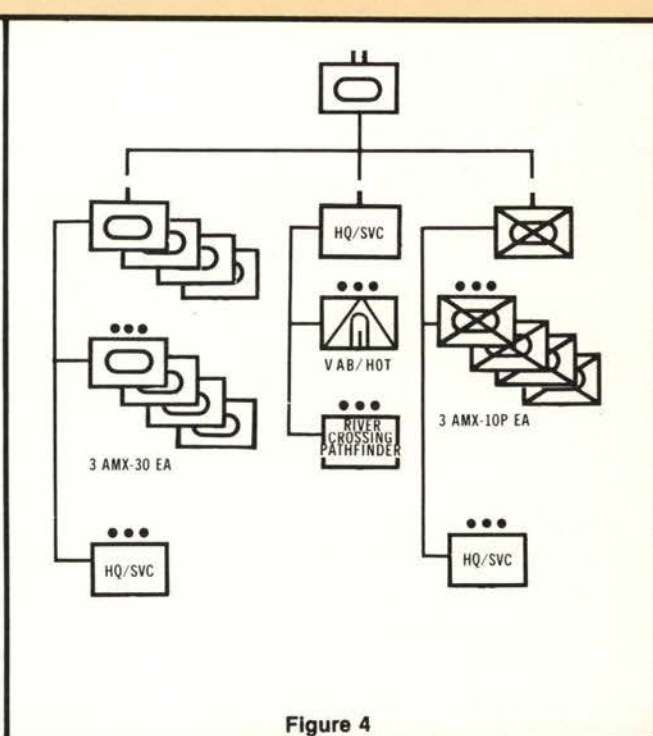 HQ/SVC
VAB/HOT
RIVER
CROSSING
PATHFINDER
3 AMX-30 EA
3 AMX-10P EA
HQ/SVC
HQ/SVC
Figure 4